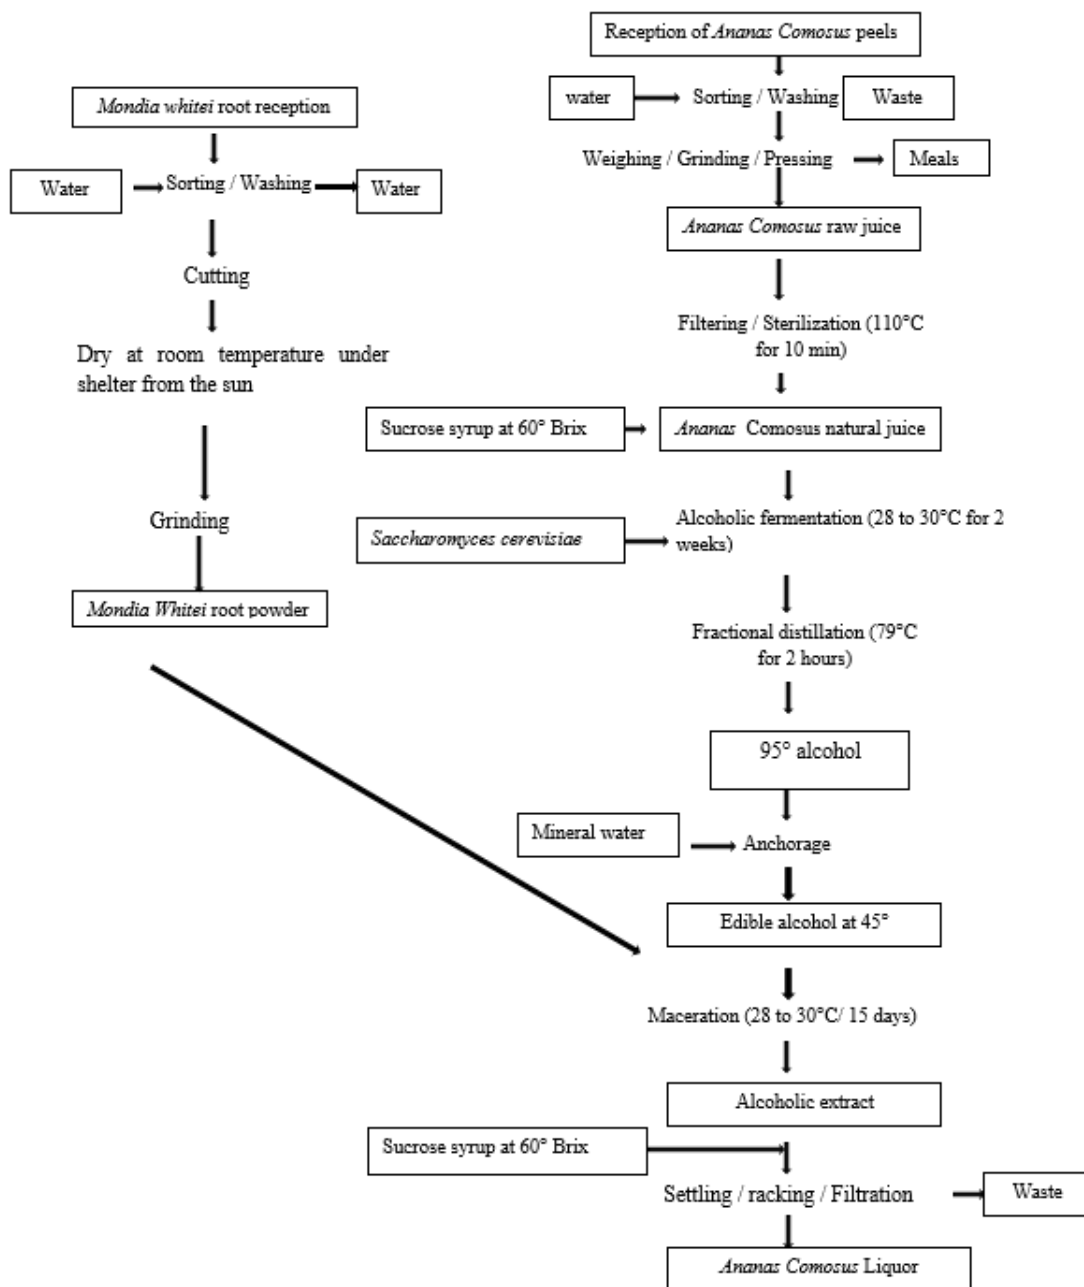 Reception of Ananas Comosus peels
water
Sorting / Washing
Waste
Mondia whitei root reception
Weighing / Grinding / Pressing
Meals
Water
Sorting / Washing
Water
Ananas Comosus raw juice
Cutting
Filtering / Sterilization (110°C
for 10 min)
Dry at room temperature under
shelter from the sun
Sucrose syrup at 60° Brix
Ananas Comosus natural juice
Grinding
Alcoholic fermentation (28 to 30°C for 2
weeks)
Saccharomyces cerevisiae
Mondia Whitei root powder
Fractional distillation (79°C
for 2 hours)
95° alcohol
Mineral water
Anchorage
Edible alcohol at 45°
Maceration (28 to 30°C/ 15 days)
Alcoholic extract
Sucrose syrup at 60° Brix
Settling / racking / Filtration
Waste
Ananas Comosus Liquor